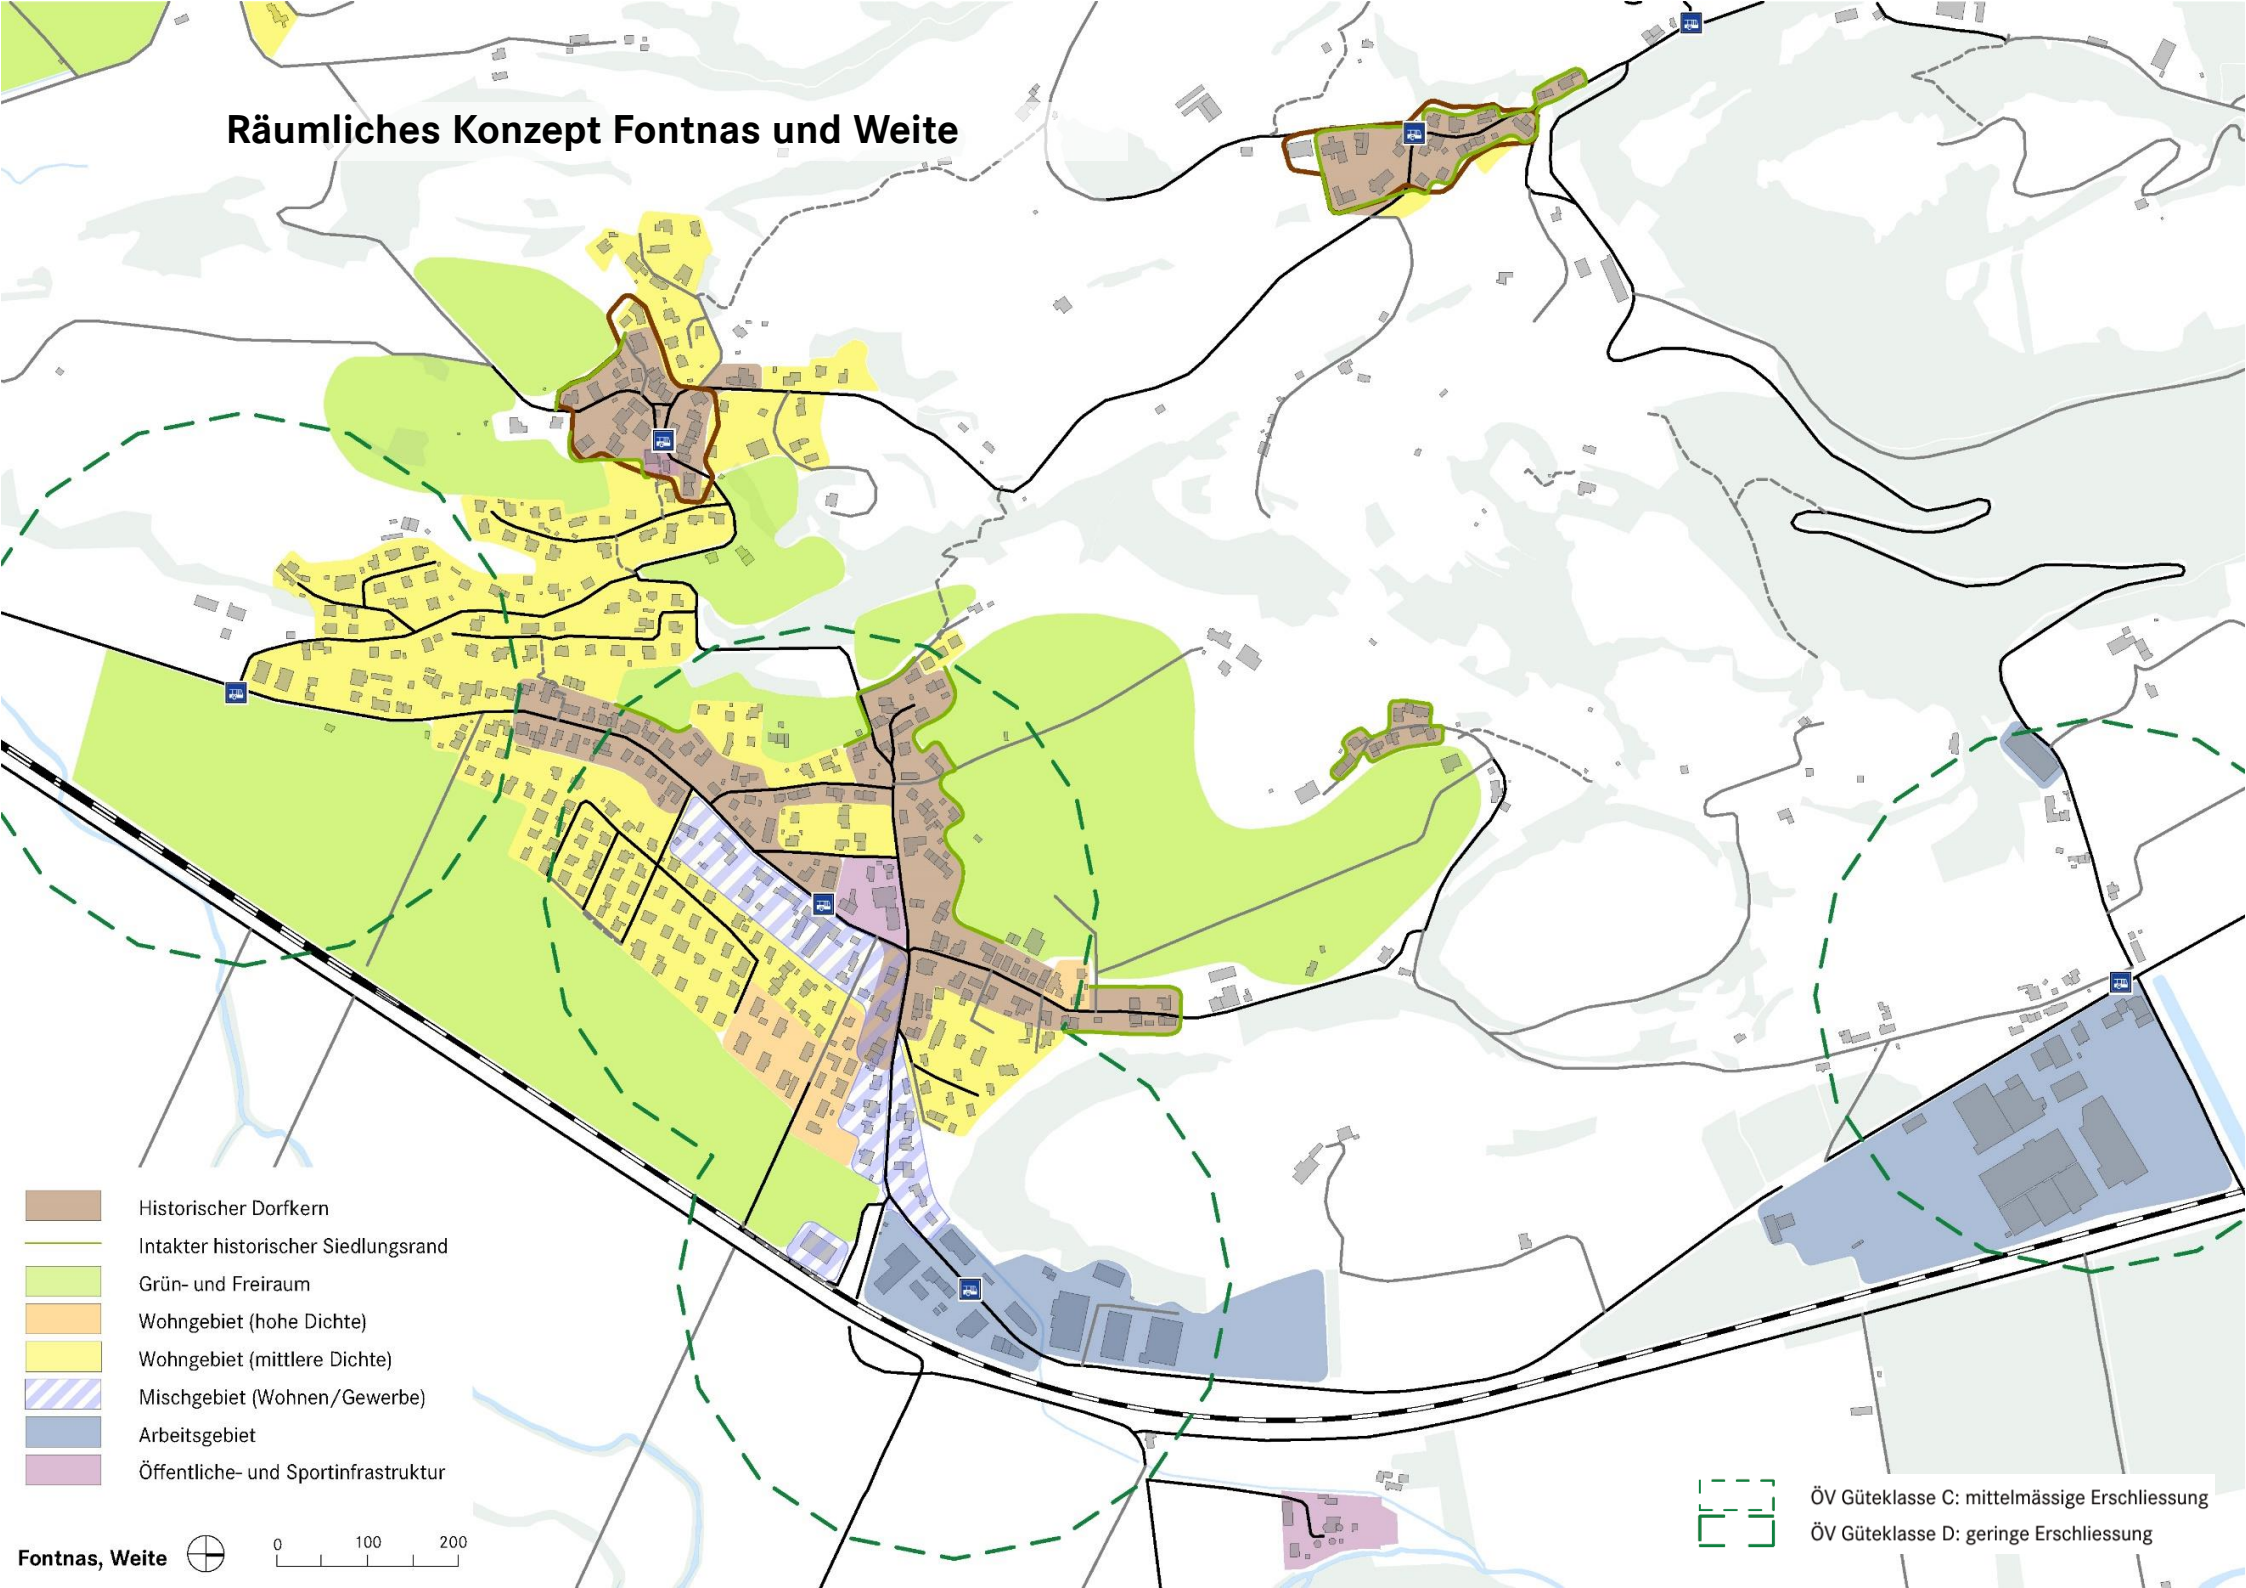 Räumliches Konzept Fontnas und Weite
Historischer Dorfkern
Intakter historischer Siedlungsrand
Grün- und Freiraum
Wohngebiet (hohe Dichte)
Wohngebiet (mittlere Dichte)
Mischgebiet (Wohnen/Gewerbe)
Arbeitsgebiet
Öffentliche- und Sportinfrastruktur
Fontnas, Weite
0 100 200
ÖV Güteklasse C: mittelmässige Erschliessung
ÖV Güteklasse D: geringe Erschliessung